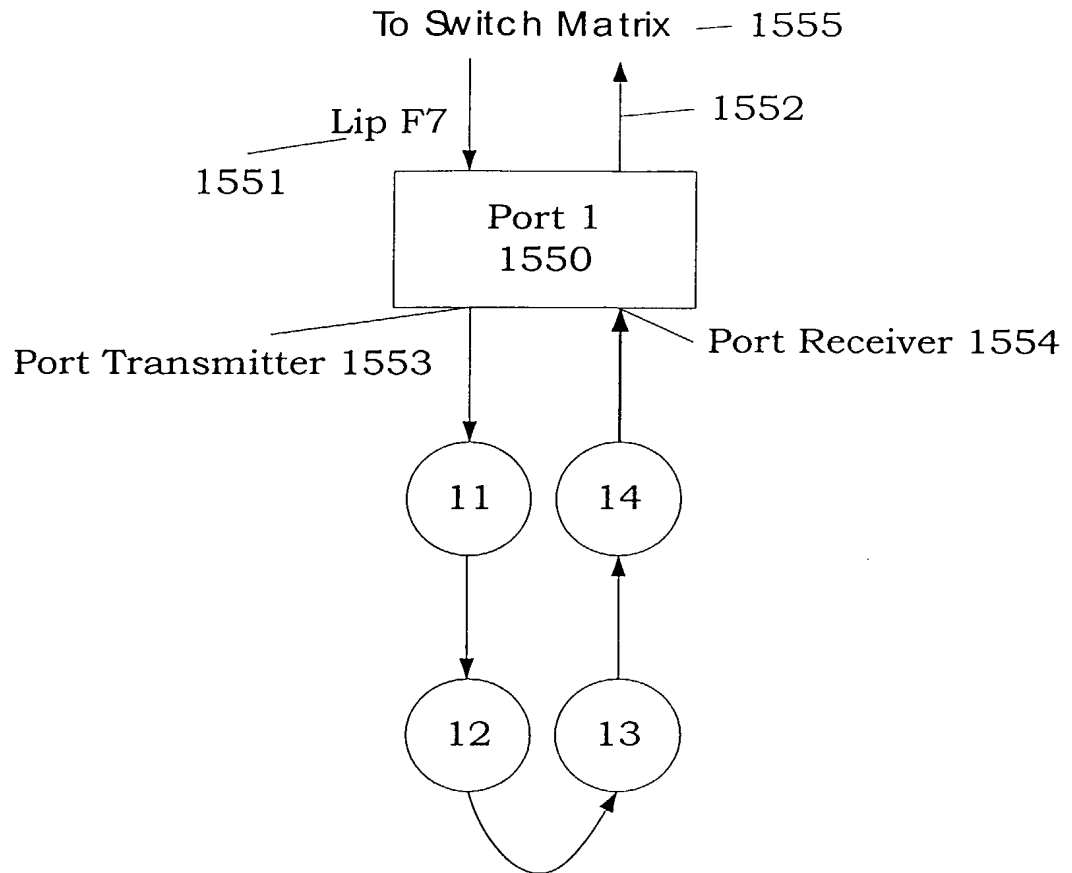 To Switch Matrix 1555
1552
Lip F7
1551
Port 1
1550
Port Transmitter 1553
Port Receiver 1554
11
14
12
13